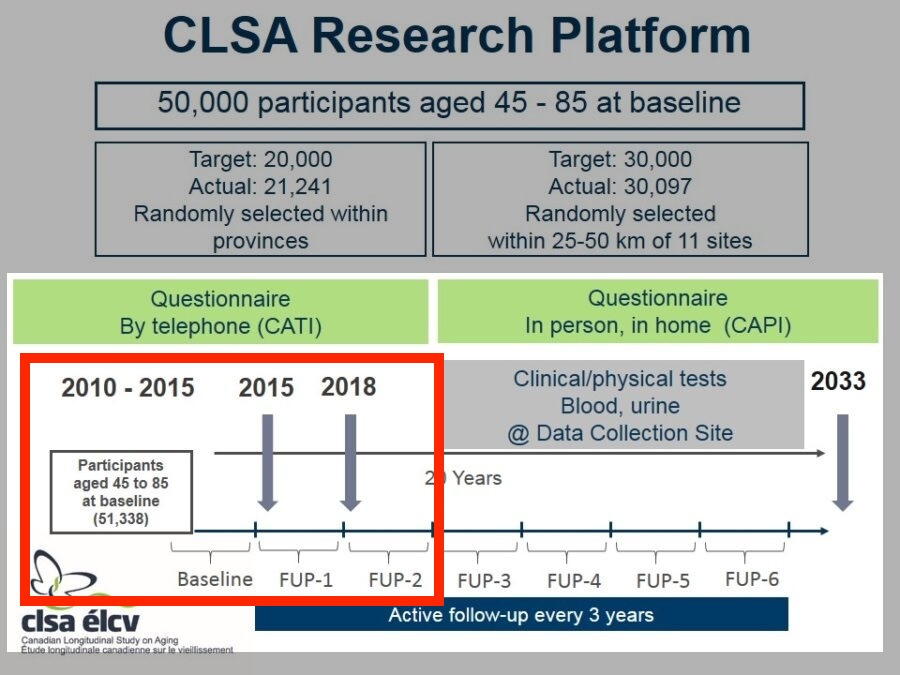 CLSA Research Platform
50,000 participants aged 45 - 85 at baseline
Target: 20,000
Actual: 21,241
Randomly selected within
provinces
Target: 30,000
Actual: 30,097
Randomly selected
within 25-50 km of 11 sites
Questionnaire
By telephone (CATI)
Questionnaire
In person, in home (CAPI)
Clinical/physical tests
Blood, urine
@ Data Collection Site
2010 - 2015
2015
2018
2033
20 Years
Participants
aged 45 to 85
at baseline
(51,338)
Baseline
FUP-1
FUP-2
FUP-3
FUP-4
FUP-5
FUP-6
Active follow-up every 3 years
clsa élcv
Canadian Longitudinal Study on Aging
Étude longitudinale canadienne sur le vieillissement